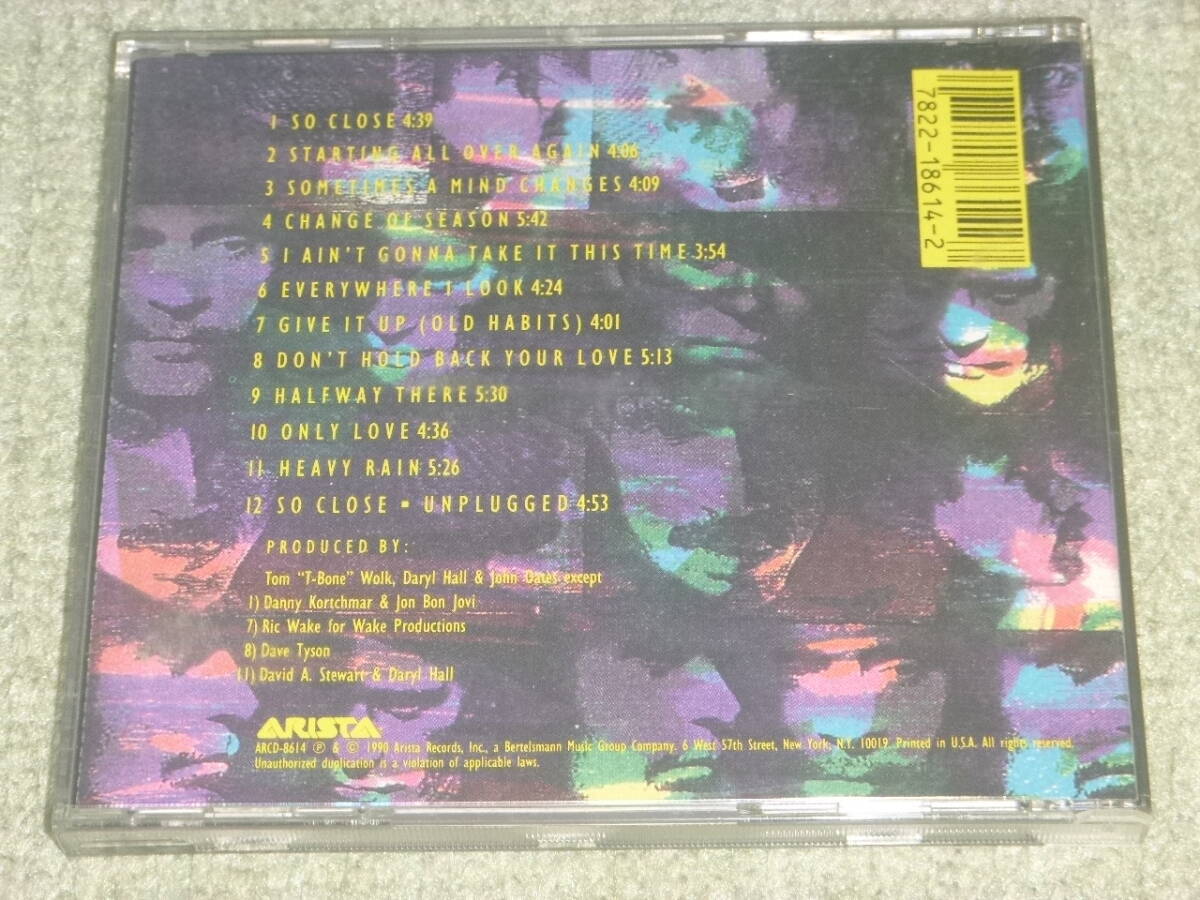 1 SO CLOSE 4:39
2 STARTING ALL OVER AGAIN 4:06
3 SOMETIMES A MIND CHANGES 4:09
4 CHANGE OF SEASON 5:42
5 I AIN'T GONNA TAKE IT THIS TIME 3:54
6 EVERYWHERE I LOOK 4:24
7 GIVE IT UP (OLD HABITS) 4:01
8 DON'T HOLD BACK YOUR LOVE 5:13
9 HALFWAY THERE 5:30
10 ONLY LOVE 4:36
11 HEAVY RAIN 5:26
12 SO CLOSE - UNPLUGGED 4:53
PRODUCED BY:
Tom "T-Bone" Wolk, Daryl Hall & John Oates except
1) Danny Kortchmar & Jon Bon Jovi
7) Ric Wake for Wake Productions
8) Dave Tyson
11) David A. Stewart & Daryl Hall
ARISTA
ARCD-8614 ℗ & © 1990 Arista Records, Inc., a Bertelsmann Music Group Company. 6 West 57th Street, New York, N.Y. 10019. Printed in U.S.A. All rights reserved.
Unauthorized duplication is a violation of applicable laws.
7822-18614-2